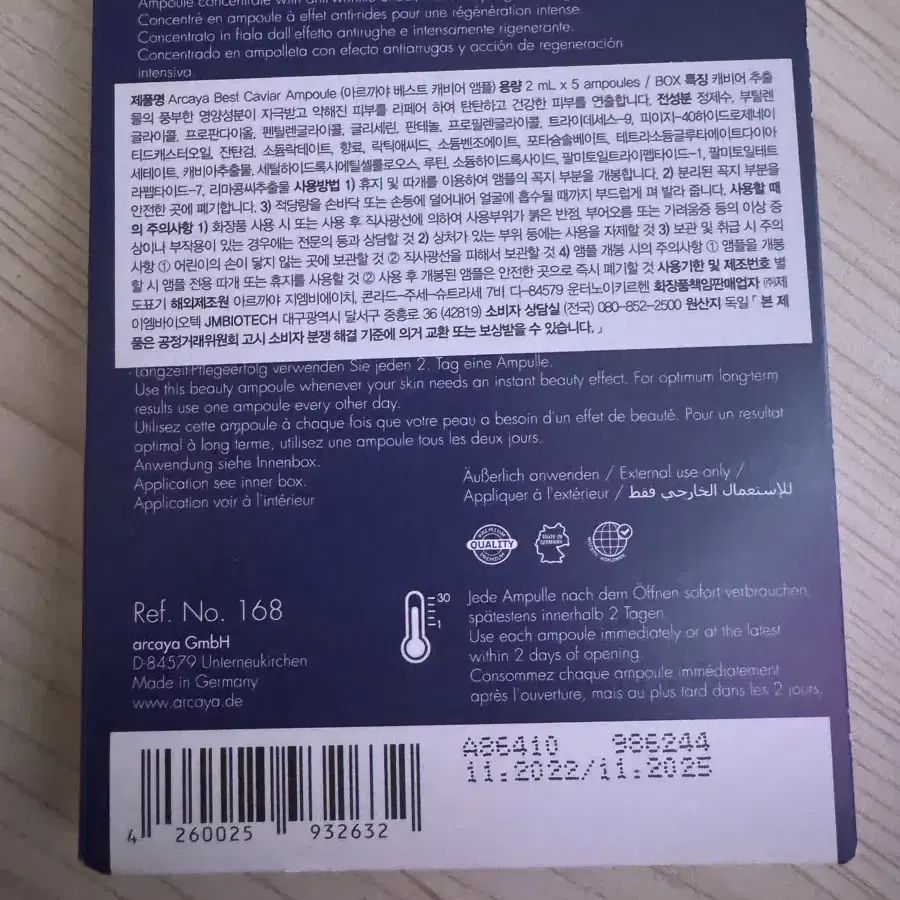 Ampoule concentrate with anti-wrinkle
Concentré en ampoule à effet anti-rides pour une régénération intense.
Concentrato in fiala dall'effetto antirughe e intensamente rigenerante.
Concentrado en ampolleta con efecto antiarrugas y acción de regeneración
intensiva.
제품명 Arcaya Best Caviar Ampoule (아르까야 베스트 캐비어 앰플) 용량 2 mL x 5 ampoules / BOX 특징 캐비어 추출
물의 풍부한 영양성분이 자극받고 약해진 피부를 리페어 하여 탄탄하고 건강한 피부를 연출합니다. 전성분 정제수, 부틸렌
글라이콜, 프로판다이올, 펜틸렌글라이콜, 글리세린, 판테놀, 프로필렌글라이콜, 트라이데세스-9, 피이지-40하이드로제네이
티드캐스터오일, 잔탄검, 소듐락테이트, 향료, 락틱애씨드, 소듐벤조에이트, 포타슘솔베이트, 테트라소듐글루타메이트다이아
세테이트, 캐비아추출물, 세틸하이드록시에틸셀룰로오스, 루틴, 소듐하이드록사이드, 팔미토일트라이펩타이드-1, 팔미토일테트
라펩타이드-7, 리마콩씨추출물 사용방법 1) 휴지 및 따개를 이용하여 앰플의 꼭지 부분을 개봉합니다. 2) 분리된 꼭지 부분을
안전한 곳에 폐기합니다. 3) 적당량을 손바닥 또는 손등에 덜어내어 얼굴에 흡수될 때까지 부드럽게 펴 발라 줍니다. 사용할 때
의 주의사항 1) 화장품 사용 시 또는 사용 후 직사광선에 의하여 사용부위가 붉은 반점, 부어오름 또는 가려움증 등의 이상 증
상이나 부작용이 있는 경우에는 전문의 등과 상담할 것 2) 상처가 있는 부위 등에는 사용을 자제할 것 3) 보관 및 취급 시 주의
사항 ① 어린이의 손이 닿지 않는 곳에 보관할 것 ② 직사광선을 피해서 보관할 것 4) 앰플 개봉 시의 주의사항 ① 앰플을 개봉
할 시 앰플 전용 따개 또는 휴지를 사용할 것 ② 사용 후 개봉된 앰플은 안전한 곳으로 즉시 폐기할 것 사용기한 및 제조번호 별
도표기 해외제조원 아르까야 지엠비에이치, 콘라드-주세-슈트라세 7비 디-84579 운터노이키르헨 화장품책임판매업자 ㈜제
이엠바이오텍 JMBIOTECH 대구광역시 달서구 중흥로 36 (42819) 소비자 상담실 (전국) 080-852-2500 원산지 독일 「본 제
품은 공정거래위원회 고시 소비자 분쟁 해결 기준에 의거 교환 또는 보상받을 수 있습니다.」
Langzeit-Pflegeerfolg verwenden Sie jeden 2. Tag eine Ampulle.
Use this beauty ampoule whenever your skin needs an instant beauty effect. For optimum long-term
results use one ampoule every other day.
Utilisez cette ampoule à chaque fois que votre peau a besoin d'un effet de beauté. Pour un resultat
optimal à long terme, utilisez une ampoule tous les deux jours.
Anwendung siehe Innenbox.
Application see inner box.
Application voir à l'intérieur
Äußerlich anwenden / External use only /
Appliquer à l'extérieur / للإستعمال الخارجي فقط
PREMIUM
QUALITY
PREMIUM
Made in
GERMANY
30
1
Ref. No. 168
arcaya GmbH
D-84579 Unterneukirchen
Made in Germany
www.arcaya.de
Jede Ampulle nach dem Öffnen sofort verbrauchen,
spätestens innerhalb 2 Tagen.
Use each ampoule immediately or at the latest
within 2 days of opening.
Consommez chaque ampoule immédiatement
après l'ouverture, mais au plus tard dans les 2 jours.
A86410 986244
11.2022/11.2025
4 260025 932632